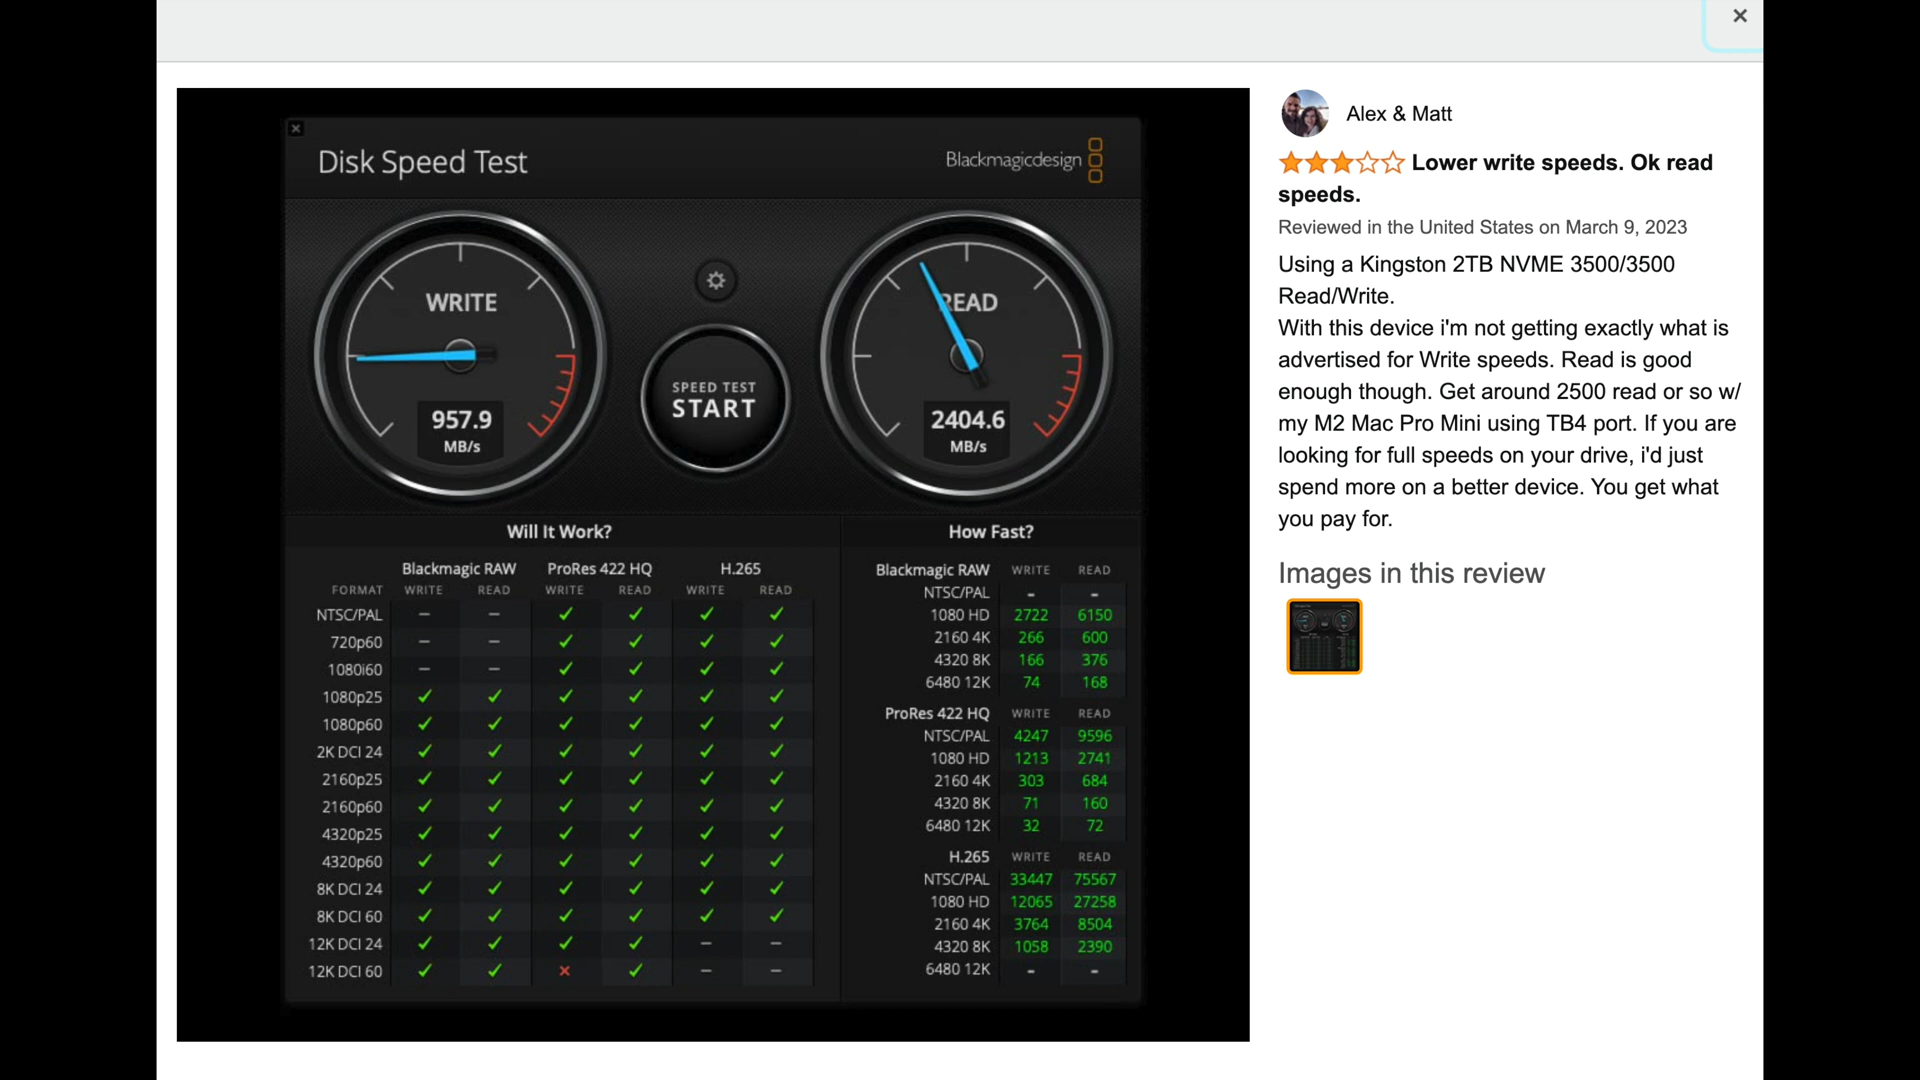 Disk Speed Test
Blackmagicdesign
WRITE
957.9
MB/s
SPEED TEST
START
READ
2404.6
MB/s
Will It Work?
Blackmagic RAW ProRes 422 HQ H.265
FORMAT WRITE READ WRITE READ WRITE READ
NTSC/PAL – – ✓ ✓ ✓ ✓
720p60 – – ✓ ✓ ✓ ✓
1080i60 – – ✓ ✓ ✓ ✓
1080p25 ✓ ✓ ✓ ✓ ✓ ✓
1080p60 ✓ ✓ ✓ ✓ ✓ ✓
2K DCI 24 ✓ ✓ ✓ ✓ ✓ ✓
2160p25 ✓ ✓ ✓ ✓ ✓ ✓
2160p60 ✓ ✓ ✓ ✓ ✓ ✓
4320p25 ✓ ✓ ✓ ✓ ✓ ✓
4320p60 ✓ ✓ ✓ ✓ ✓ ✓
8K DCI 24 ✓ ✓ ✓ ✓ ✓ ✓
8K DCI 60 ✓ ✓ ✓ ✓ ✓ ✓
12K DCI 24 ✓ ✓ ✓ ✓ – –
12K DCI 60 ✓ ✓ × ✓ – –
How Fast?
Blackmagic RAW WRITE READ
NTSC/PAL - -
1080 HD 2722 6150
2160 4K 266 600
4320 8K 166 376
6480 12K 74 168
ProRes 422 HQ WRITE READ
NTSC/PAL 4247 9596
1080 HD 1213 2741
2160 4K 303 684
4320 8K 71 160
6480 12K 32 72
H.265 WRITE READ
NTSC/PAL 33447 75567
1080 HD 12065 27258
2160 4K 3764 8504
4320 8K 1058 2390
6480 12K - -
Alex & Matt
Lower write speeds. Ok read
speeds.
Reviewed in the United States on March 9, 2023
Using a Kingston 2TB NVME 3500/3500
Read/Write.
With this device i'm not getting exactly what is
advertised for Write speeds. Read is good
enough though. Get around 2500 read or so w/
my M2 Mac Pro Mini using TB4 port. If you are
looking for full speeds on your drive, i'd just
spend more on a better device. You get what
you pay for.
Images in this review